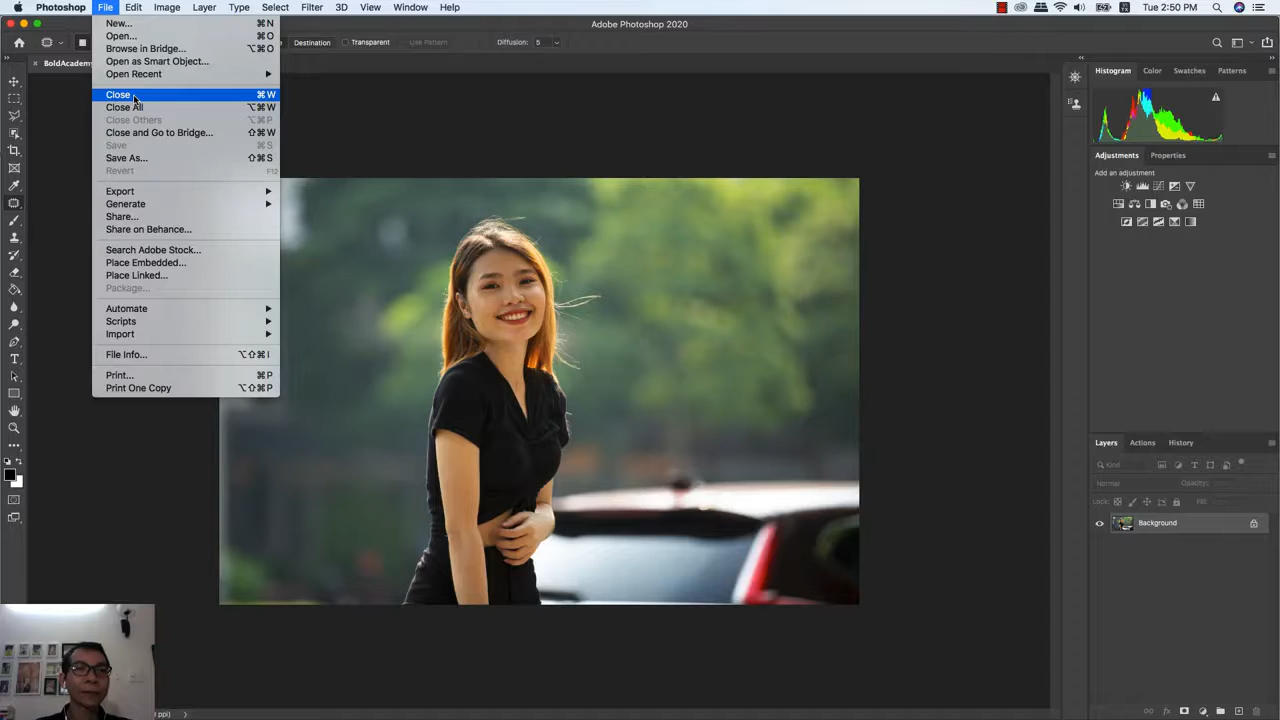 Photoshop File Edit Image Layer Type Select Filter 3D View Window Help Tue 2:50 PM
Adobe Photoshop 2020
Destination Transparent Use Pattern Diffusion: 5
BoldAcademy
New... ⌘N
Open... ⌘O
Browse in Bridge... ⌥⌘O
Open as Smart Object...
Open Recent
Close ⌘W
Close All ⌥⌘W
Close Others ⌥⌘P
Close and Go to Bridge... ⇧⌘W
Save ⌘S
Save As... ⇧⌘S
Revert F12
Export
Generate
Share...
Share on Behance...
Search Adobe Stock...
Place Embedded...
Place Linked...
Package...
Automate
Scripts
Import
File Info... ⌥⇧⌘I
Print... ⌘P
Print One Copy ⌥⇧⌘P
Histogram Color Swatches Patterns
Adjustments Properties
Add an adjustment
Layers Actions History
Kind
Normal Opacity:
Lock: Fill:
Background
ppi)